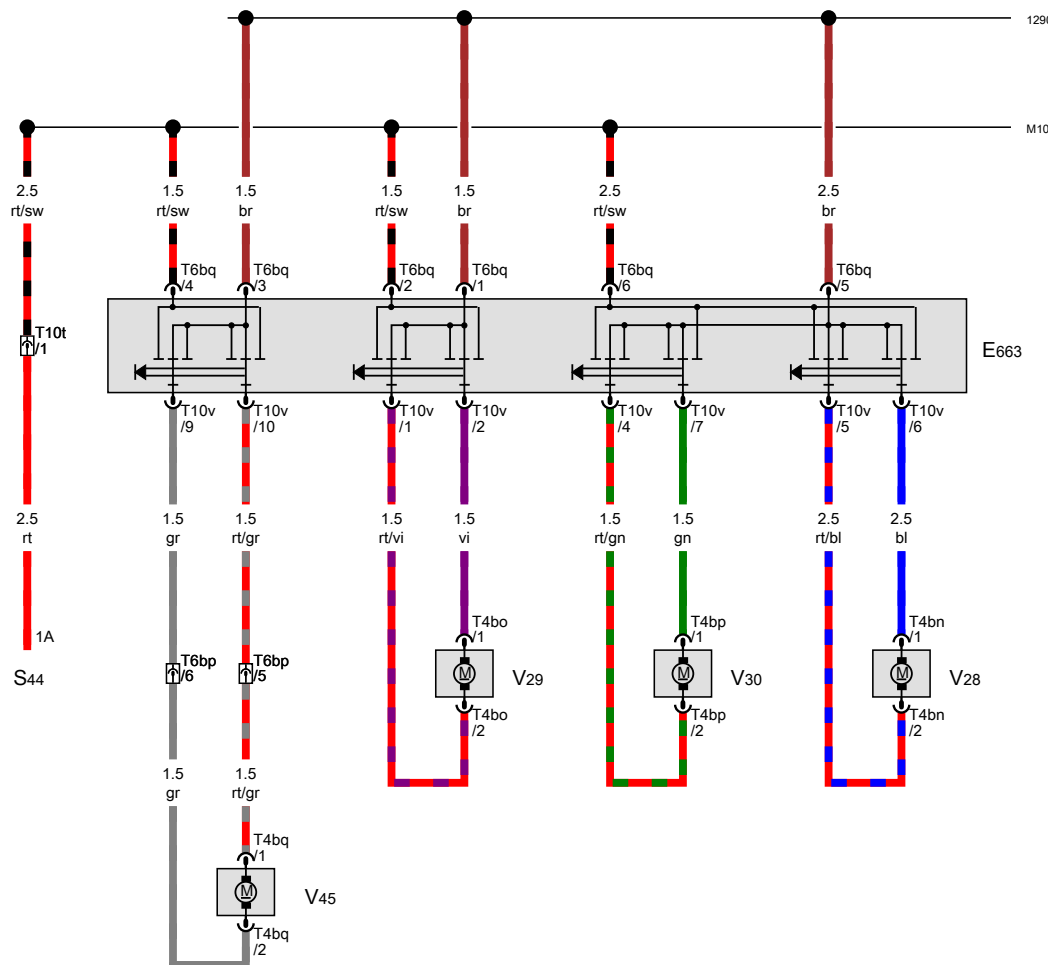 1290
M10
2.5
rt/sw
1.5
rt/sw
1.5
br
1.5
rt/sw
1.5
br
2.5
rt/sw
2.5
br
T6bq
/4
T6bq
/3
T6bq
/2
T6bq
/1
T6bq
/6
T6bq
/5
T10t
/1
E663
T10v
/9
T10v
/10
T10v
/1
T10v
/2
T10v
/4
T10v
/7
T10v
/5
T10v
/6
2.5
rt
1.5
gr
1.5
rt/gr
1.5
rt/vi
1.5
vi
1.5
rt/gn
1.5
gn
2.5
rt/bl
2.5
bl
1A
S44
T6bp
/6
T6bp
/5
T4bo
/1
M
V29
T4bo
/2
T4bp
/1
M
V30
T4bp
/2
T4bn
/1
M
V28
T4bn
/2
1.5
gr
1.5
rt/gr
T4bq
/1
M
V45
T4bq
/2